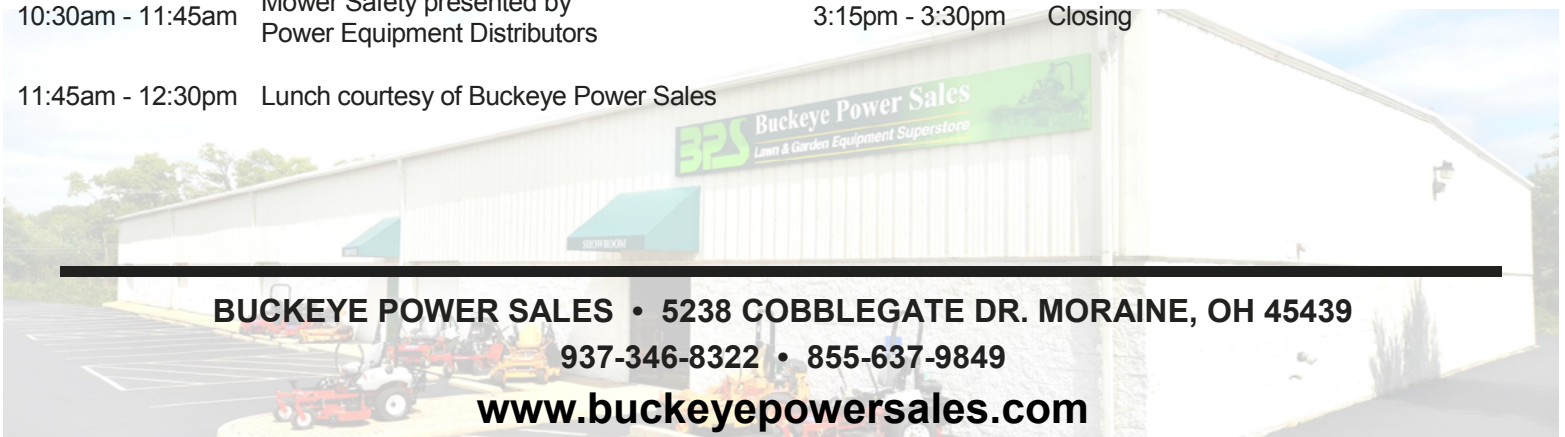 10:30am - 11:45am Mower Safety presented by
Power Equipment Distributors
3:15pm - 3:30pm Closing
11:45am - 12:30pm Lunch courtesy of Buckeye Power Sales
BPS Buckeye Power Sales
Lawn & Garden Equipment Superstore
SHOWROOM
BUCKEYE POWER SALES • 5238 COBBLEGATE DR. MORAINE, OH 45439
937-346-8322 • 855-637-9849
www.buckeyepowersales.com